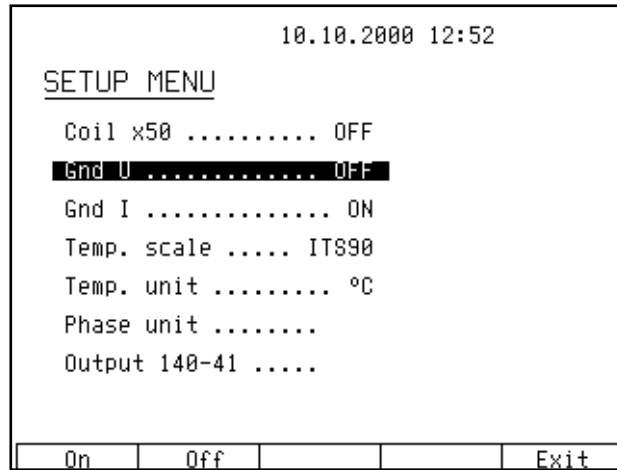 10.10.2000 12:52
SETUP MENU
Coil x50 .......... OFF
Gnd U .............. OFF
Gnd I .............. ON
Temp. scale ..... ITS90
Temp. unit ......... ºC
Phase unit ........
Output 140-41 .....
On Off Exit